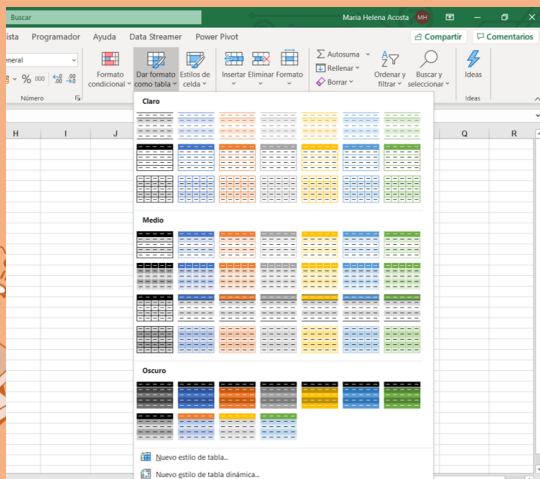 Buscar
Maria Helena Acosta MH
ista Programador Ayuda Data Streamer Power Pivot
Compartir Comentarios
General
% 000
Formato condicional
Dar formato como tabla
Estilos de celda
Insertar Eliminar Formato
Autosuma
Rellenar
Borrar
Ordenar y filtrar
Buscar y seleccionar
Ideas
Número
Ideas
H I J Q R
Claro
Medio
Oscuro
Nuevo estilo de tabla...
Nuevo estilo de tabla dinámica...